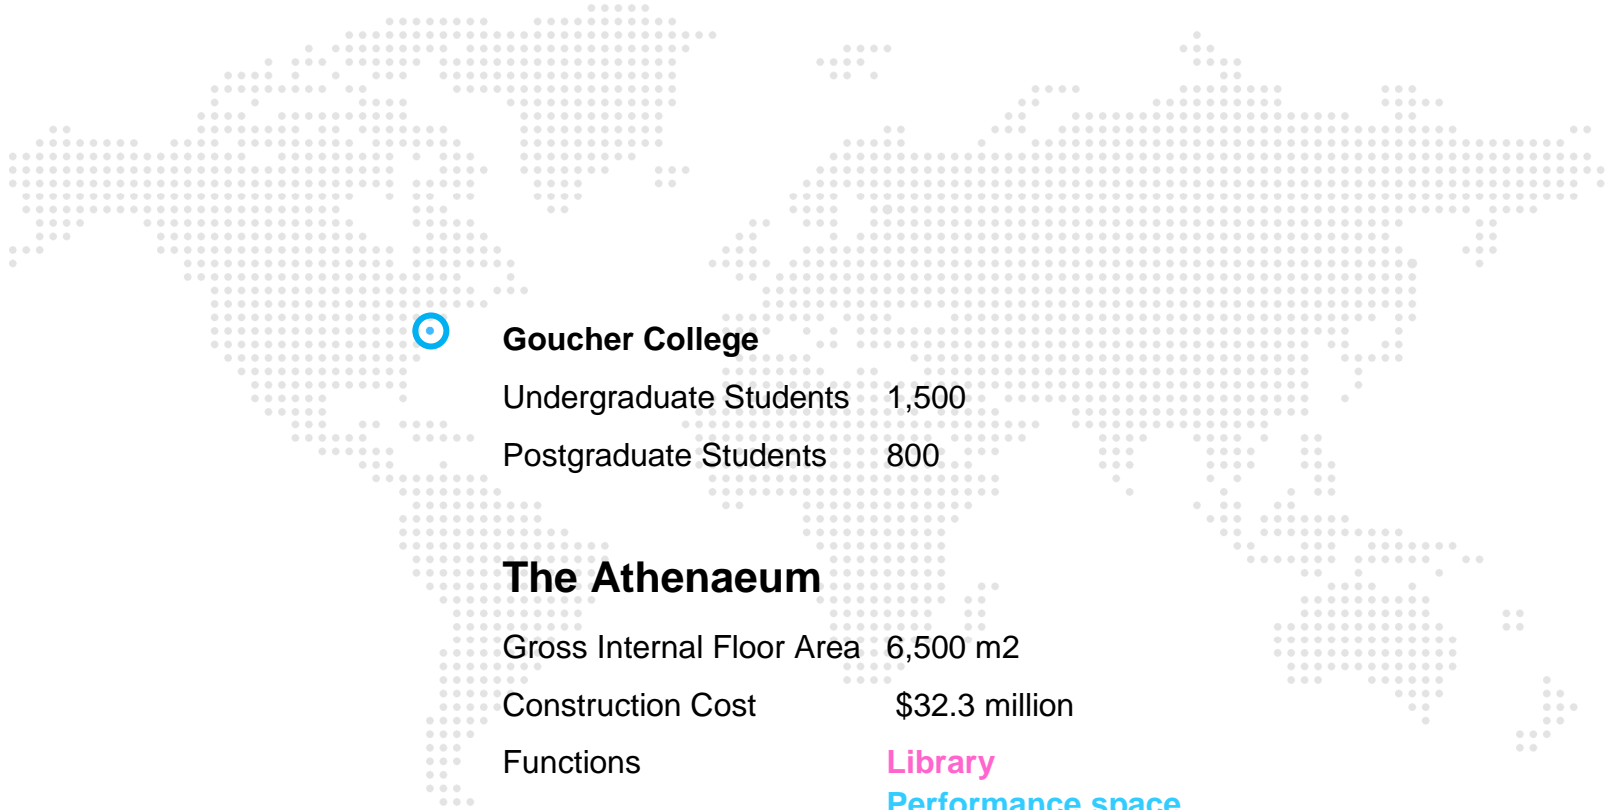 Goucher College
Undergraduate Students 1,500
Postgraduate Students 800
The Athenaeum
Gross Internal Floor Area 6,500 m2
Construction Cost $32.3 million
Functions Library
Performance space